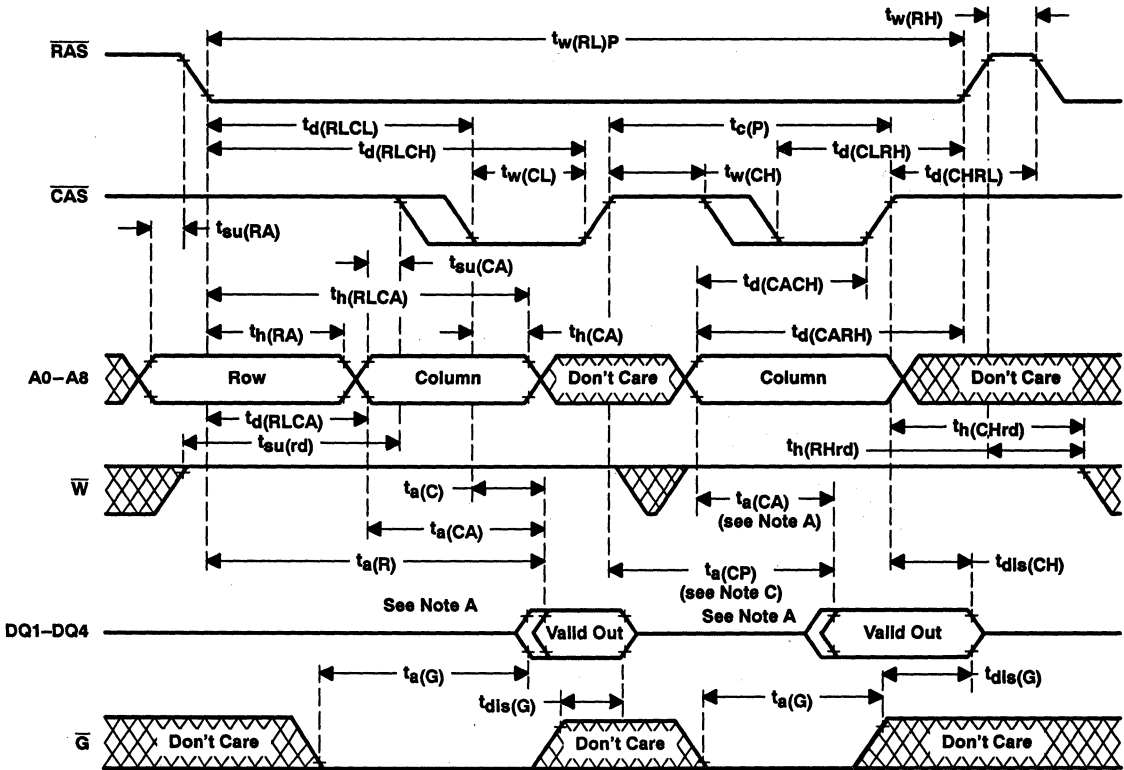 tw(RH)
R̅A̅S̅ tw(RL)P
td(RLCL) tc(P)
td(RLCH) td(CLRH)
tw(CL) tw(CH) td(CHRL)
C̅A̅S̅
tsu(RA)
tsu(CA)
td(CACH)
th(RLCA)
th(RA) th(CA) td(CARH)
A0–A8 Row Column Don't Care Column Don't Care
td(RLCA) th(CHrd)
tsu(rd) th(RHrd)
W̅
ta(C) ta(CA)
(see Note A)
ta(CA)
ta(R) ta(CP) tdis(CH)
(see Note C)
See Note A See Note A
DQ1–DQ4 Valid Out Valid Out
ta(G) tdis(G)
tdis(G) ta(G)
G̅ Don't Care Don't Care Don't Care